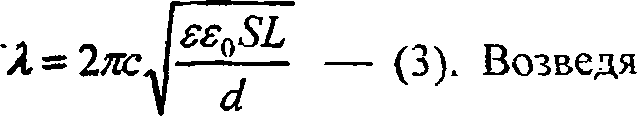 λ = 2πc√(εε₀SL/d) — (3). Возведя